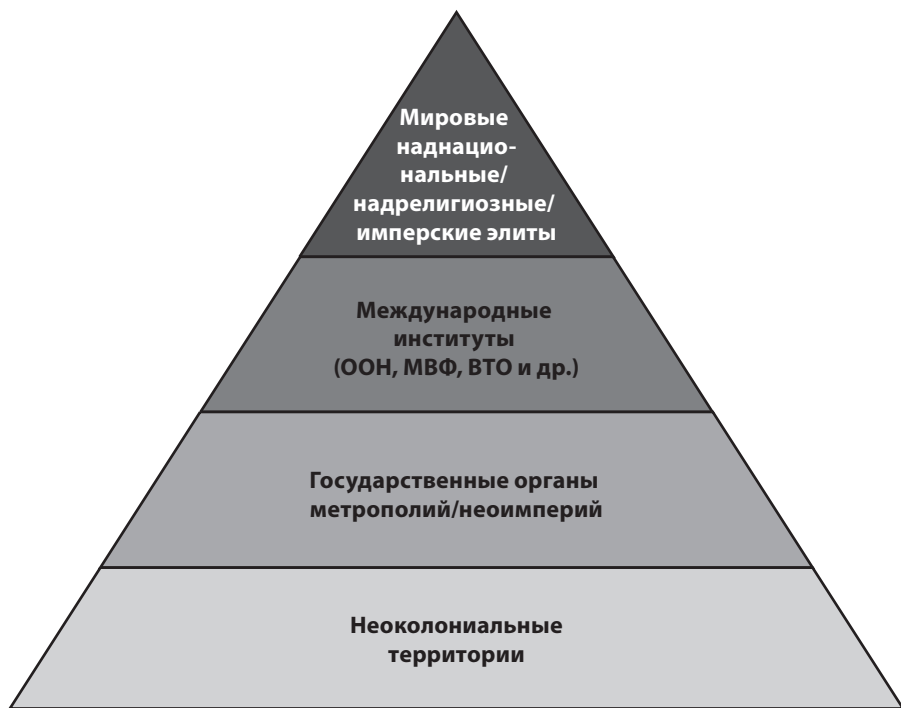 Мировые
наднацио-
нальные/
надрелигиозные/
имперские элиты
Международные
институты
(ООН, МВФ, ВТО и др.)
Государственные органы
метрополий/неоимперий
Неоколониальные
территории